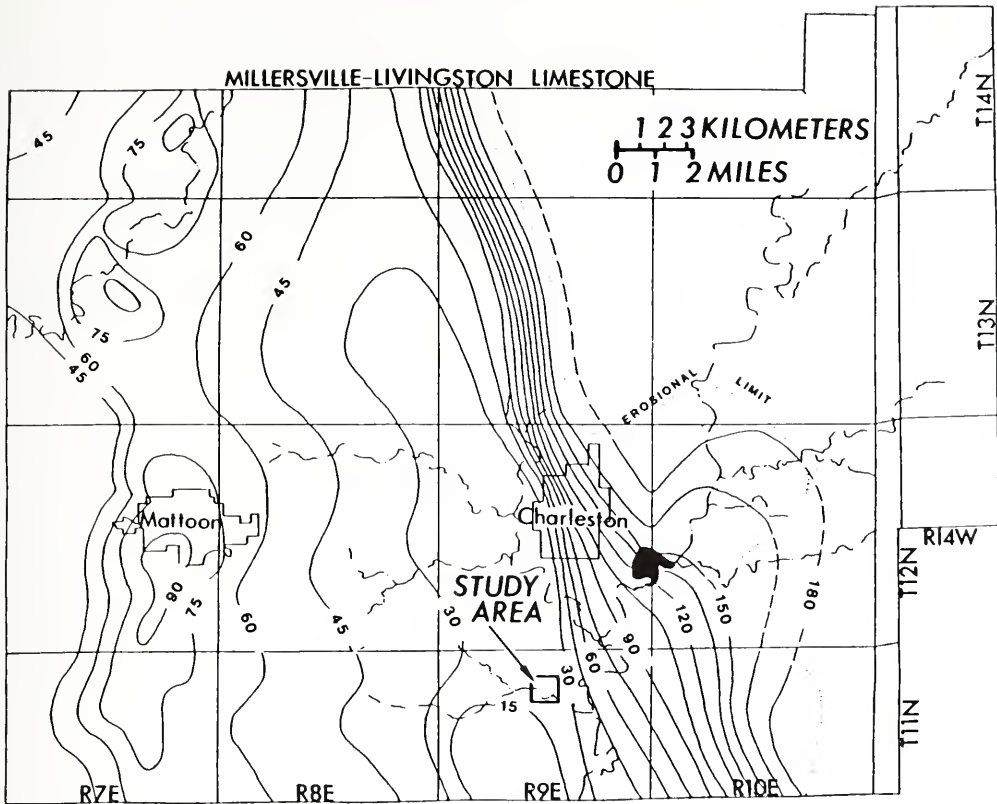 MILLERSVILLE-LIVINGSTON LIMESTONE
1 2 3 KILOMETERS
0 1 2 MILES
T14N
45
75
60
45
T13N
75
60
45
EROSIONAL LIMIT
Mattoon
Charleston
R14W
T12N
STUDY
AREA
90
75
60
45
30
120
150
180
90
60
30
15
T11N
R7E
R8E
R9E
R10E